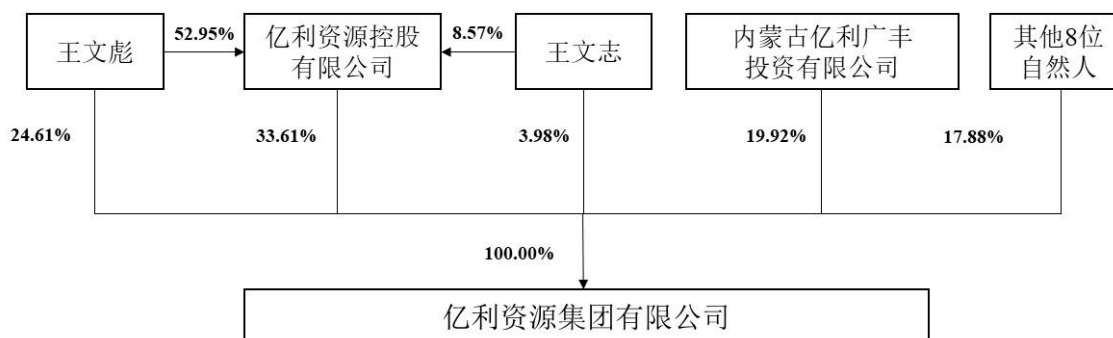 王文彪
52.95%
亿利资源控股
有限公司
8.57%
王文志
内蒙古亿利广丰
投资有限公司
其他8位
自然人
24.61%
33.61%
3.98%
19.92%
17.88%
100.00%
亿利资源集团有限公司